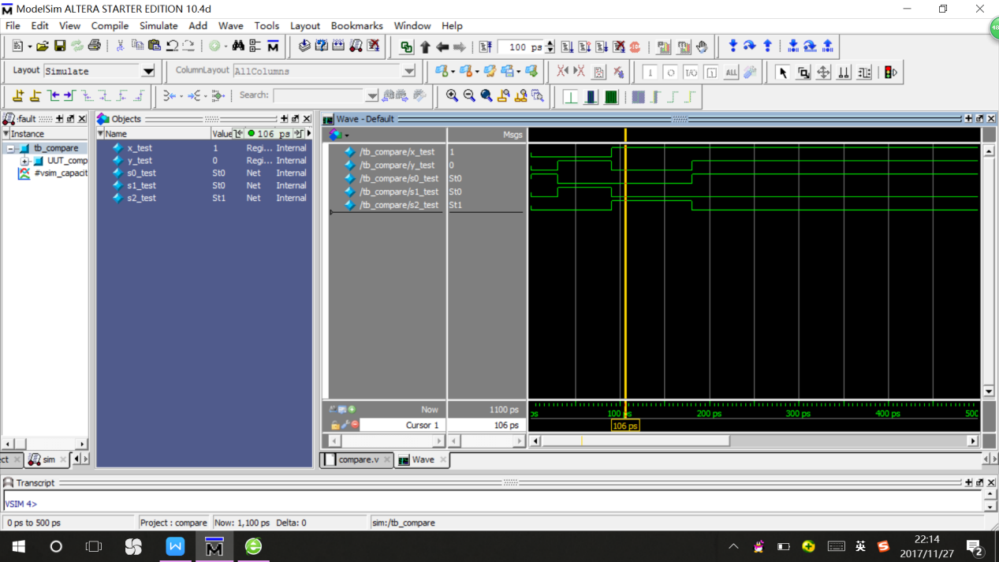 ModelSim ALTERA STARTER EDITION 10.4d
File Edit View Compile Simulate Add Wave Tools Layout Bookmarks Window Help
100 ps
Layout Simulate ColumnLayout AllColumns
Search:
fault
Objects
Wave - Default
Instance
Name Value 106 ps
Msgs
tb_compare
UUT_comp
#vsim_capacit
x_test 1 Regi... Internal
y_test 0 Regi... Internal
s0_test St0 Net Internal
s1_test St0 Net Internal
s2_test St1 Net Internal
/tb_compare/x_test 1
/tb_compare/y_test 0
/tb_compare/s0_test St0
/tb_compare/s1_test St0
/tb_compare/s2_test St1
Now 1100 ps
ps 100 ps 200 ps 300 ps 400 ps 500
Cursor 1 106 ps
106 ps
ect sim
compare.v Wave
Transcript
VSIM 4>
0 ps to 500 ps Project : compare Now: 1,100 ps Delta: 0 sim:/tb_compare
英
22:14
2017/11/27
2